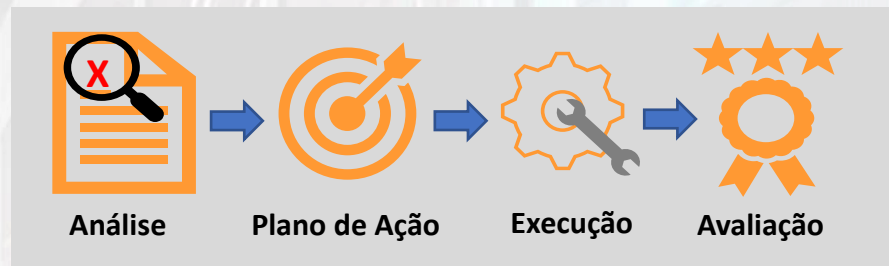 X
Análise
Plano de Ação
Execução
Avaliação